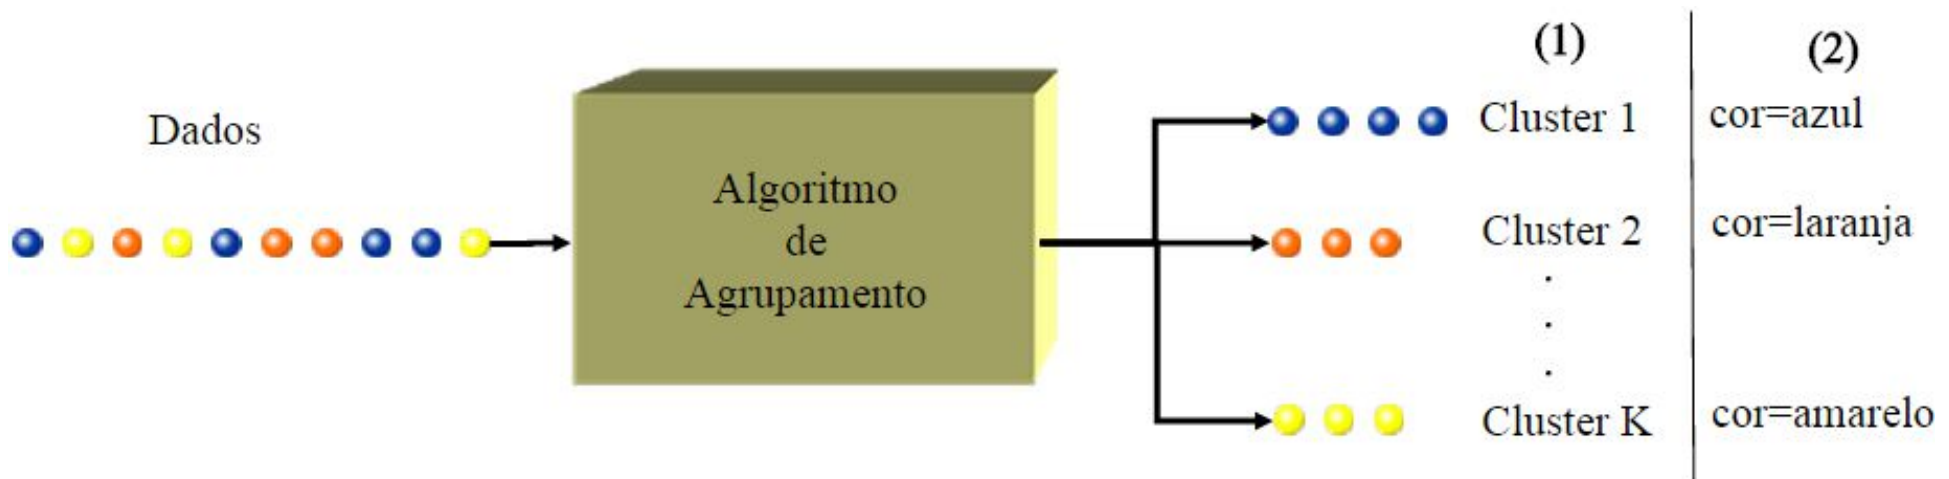 (1)
(2)
Dados
Algoritmo
de
Agrupamento
Cluster 1
cor=azul
Cluster 2
cor=laranja
.
.
.
Cluster K
cor=amarelo